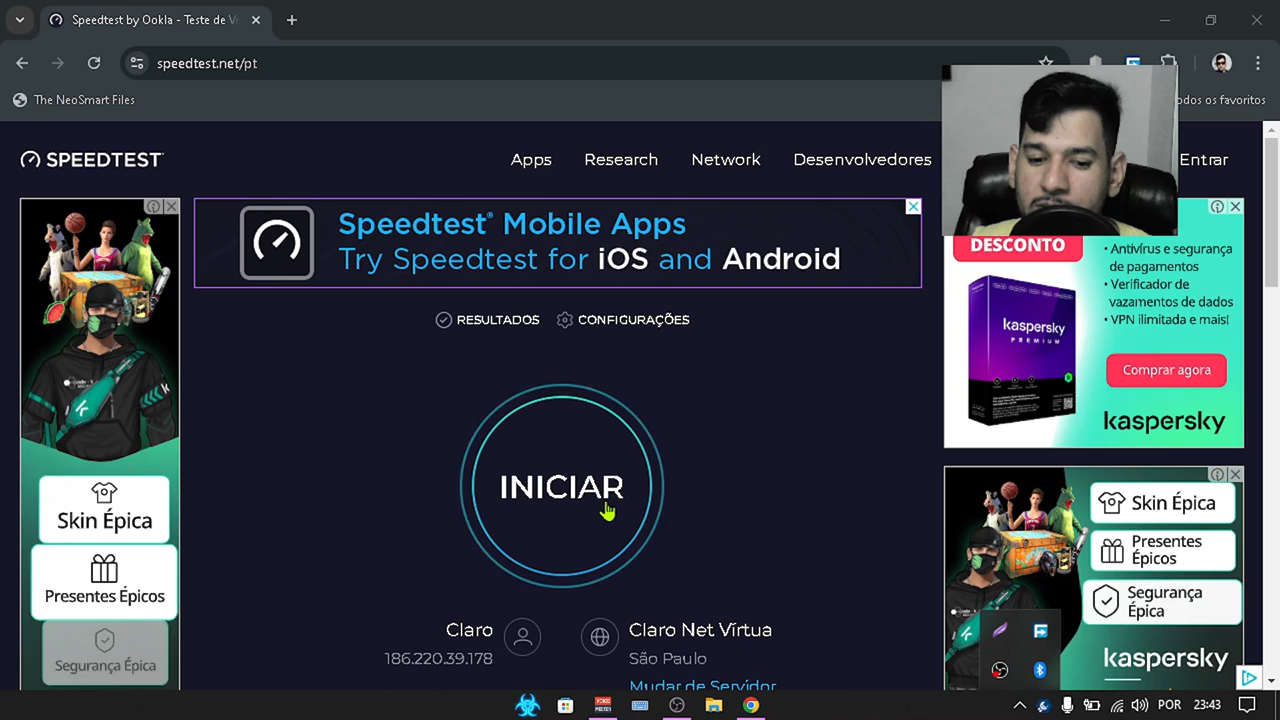 Speedtest by Ookla - Teste de Ve
speedtest.net/pt
The NeoSmart Files
odos os favoritos
SPEEDTEST
Apps
Research
Network
Desenvolvedores
Entrar
Speedtest® Mobile Apps
Try Speedtest for iOS and Android
RESULTADOS
CONFIGURAÇÕES
INICIAR
Claro
186.220.39.178
Claro Net Vírtua
São Paulo
Mudar de Servidor
Skin Épica
Presentes Épicos
Segurança Épica
DESCONTO
• Antivírus e segurança
de pagamentos
• Verificador de
vazamentos de dados
• VPN ilimitada e mais!
kaspersky
PREMIUM
Comprar agora
kaspersky
Skin Épica
Presentes
Épicos
Segurança
Épica
kaspersky
POR
23:43